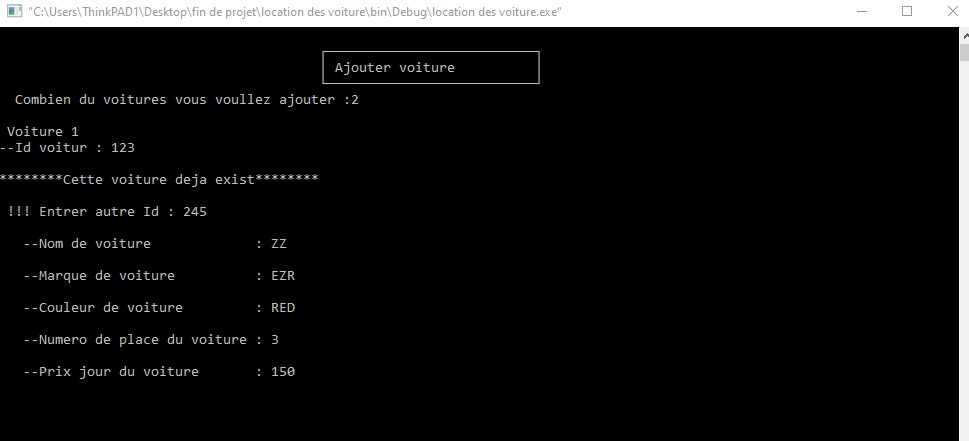 "C:\Users\ThinkPAD1\Desktop\fin de projet\location des voiture\bin\Debug\location des voiture.exe"
Ajouter voiture
Combien du voitures vous voullez ajouter :2
Voiture 1
--Id voitur : 123
********Cette voiture deja exist********
!!! Entrer autre Id : 245
--Nom de voiture : ZZ
--Marque de voiture : EZR
--Couleur de voiture : RED
--Numero de place du voiture : 3
--Prix jour du voiture : 150